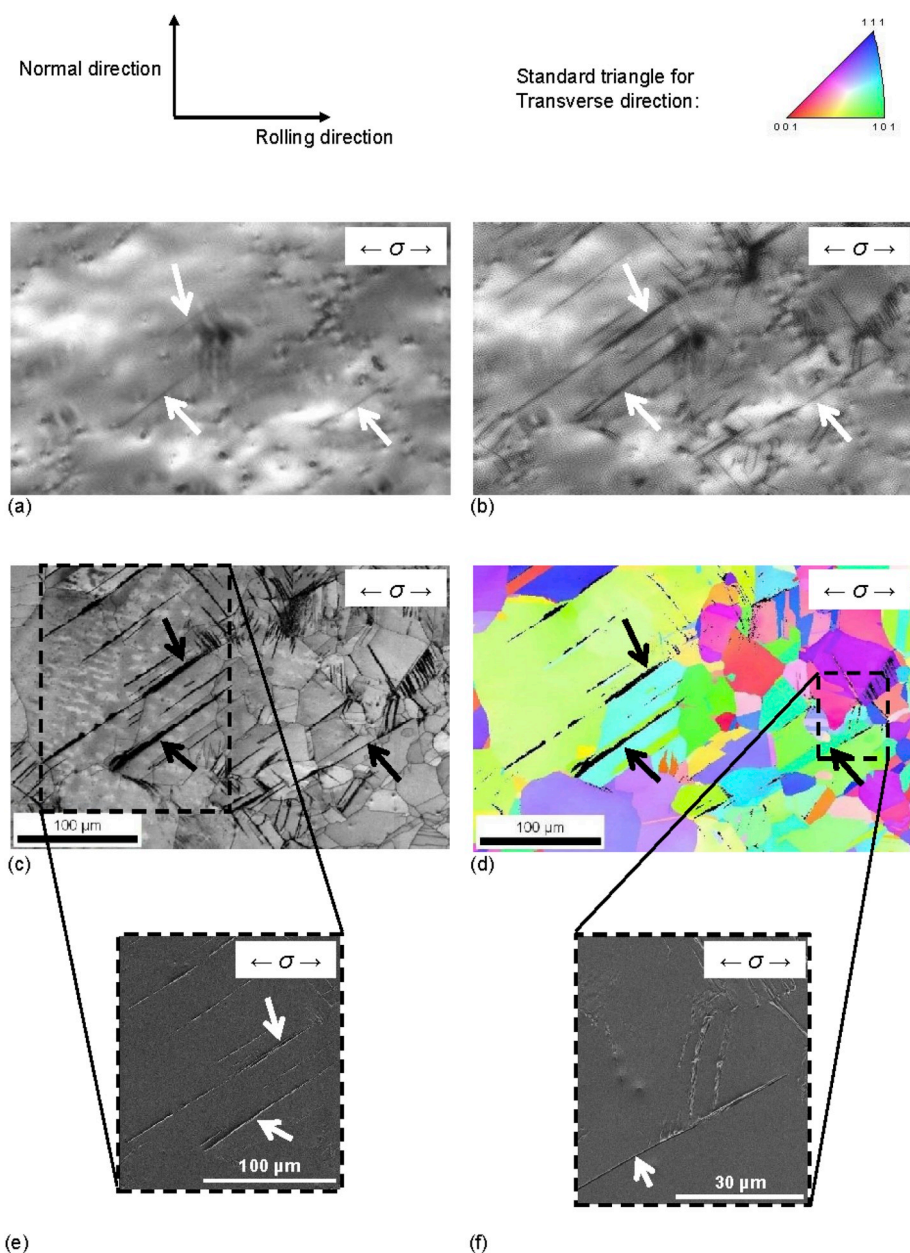 Normal direction
Rolling direction
Standard triangle for
Transverse direction:
1 1 1
0 0 1
1 0 1
← σ →
← σ →
(a)
(b)
← σ →
← σ →
100 µm
100 µm
(c)
(d)
← σ →
← σ →
100 µm
30 µm
(e)
(f)